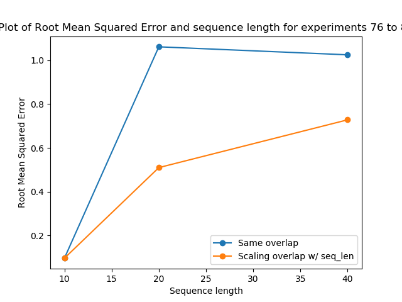 Plot of Root Mean Squared Error and sequence length for experiments 76 to
1.0
0.8
0.6
0.4
0.2
Root Mean Squared Error
Same overlap
Scaling overlap w/ seq_len
10 15 20 25 30 35 40
Sequence length